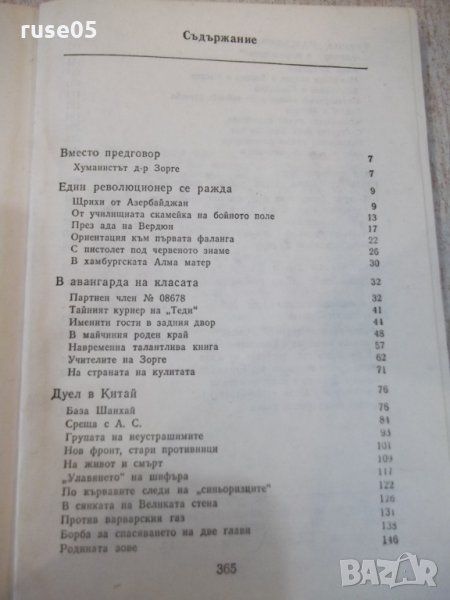 ruse05
Съдържание
Вместо предговор 7
Хуманистът д-р Зорге 7
Един революционер се ражда 9
Щрихи от Азербайджан 9
От училищната скамейка на бойното поле 13
През ада на Вердюн 17
Ориентация към първата фаланга 22
С пистолет под червеното знаме 26
В хамбургската Алма матер 30
В авангарда на класата 32
Партиен член № 08678 32
Тайният куриер на „Теди" 41
Именити гости в задния двор 44
В майчиния роден край 48
Навременна талантлива книга 57
Учителите на Зорге 62
На страната на кулитата 71
Дуел в Китай 76
База Шанхай 76
Среща с А. С. 84
Групата на неустрашимите 93
Нов фронт, стари противници 101
На живот и смърт 109
„Улавянето" на шифъра 117
По кървавите следи на „синьоризците" 122
В сянката на Великата стена 126
Против варварския газ 131
Борба за спасяването на две глави 138
Родината зове 146
365
BAZAR